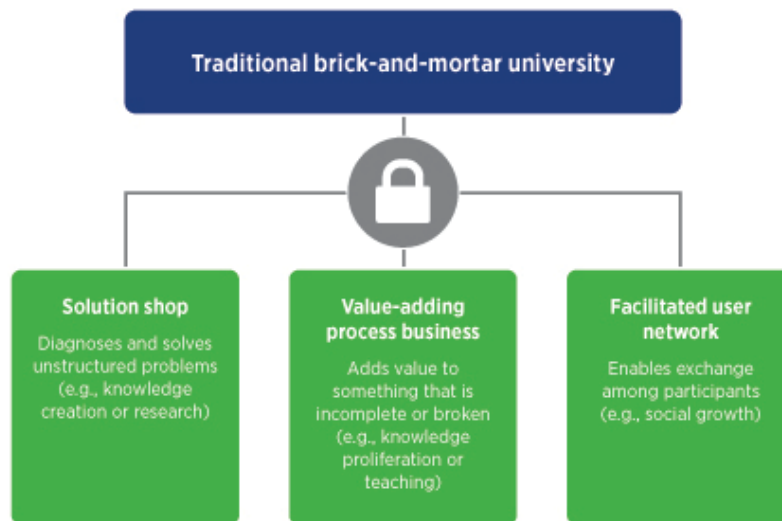 Traditional brick-and-mortar university
Solution shop
Diagnoses and solves
unstructured problems
(e.g., knowledge
creation or research)
Value-adding
process business
Adds value to
something that is
incomplete or broken
(e.g., knowledge
proliferation or
teaching)
Facilitated user
network
Enables exchange
among participants
(e.g., social growth)